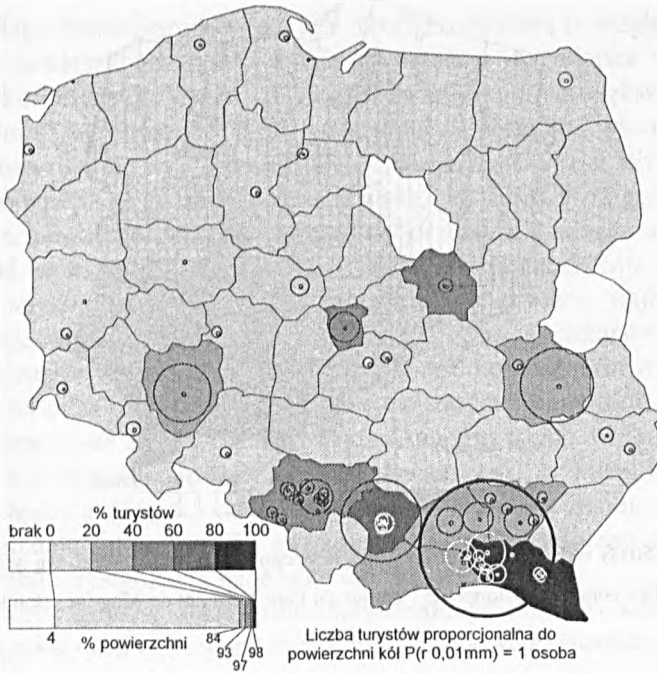 % turystów
brak 0 20 40 60 80 100
4 % powierzchni 84 98
93
97
Liczba turystów proporcjonalna do
powierzchni kół P(r 0,01mm) = 1 osoba